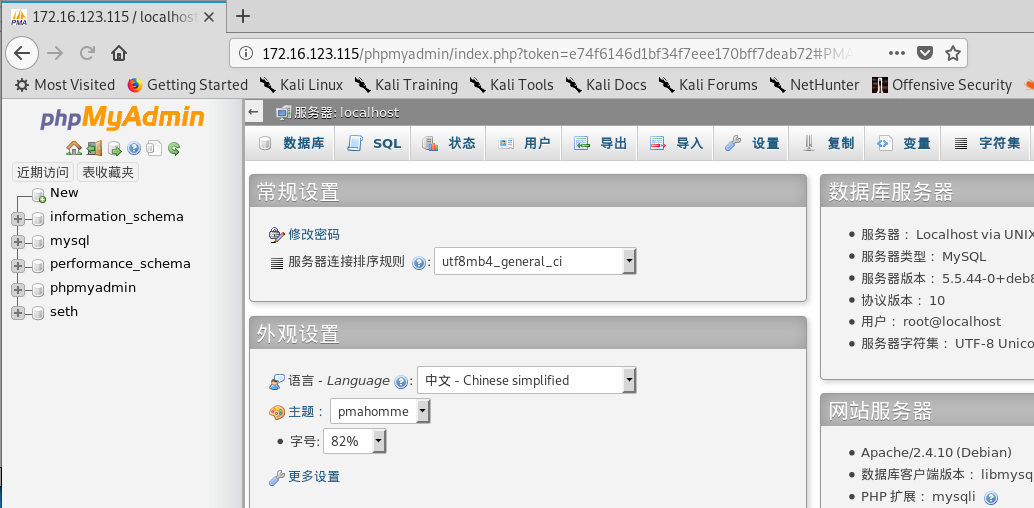 172.16.123.115 / localhost
172.16.123.115/phpmyadmin/index.php?token=e74f6146d1bf34f7eee170bff7deab72#PMA
Most Visited Getting Started Kali Linux Kali Training Kali Tools Kali Docs Kali Forums NetHunter Offensive Security
phpMyAdmin
近期访问 表收藏夹
New
information_schema
mysql
performance_schema
phpmyadmin
seth
服务器: localhost
数据库 SQL 状态 用户 导出 导入 设置 复制 变量 字符集
常规设置
修改密码
服务器连接排序规则 : utf8mb4_general_ci
外观设置
语言 - Language : 中文 - Chinese simplified
主题 : pmahomme
• 字号: 82%
更多设置
数据库服务器
• 服务器： Localhost via UNIX
• 服务器类型： MySQL
• 服务器版本： 5.5.44-0+deb8
• 协议版本： 10
• 用户： root@localhost
• 服务器字符集： UTF-8 Unico
网站服务器
• Apache/2.4.10 (Debian)
• 数据库客户端版本： libmysq
• PHP 扩展： mysqli